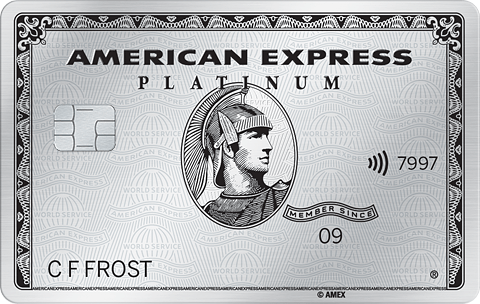 AMERICAN EXPRESS
PLATINUM
7997
MEMBER SINCE
09
C F FROST
®
© AMEX